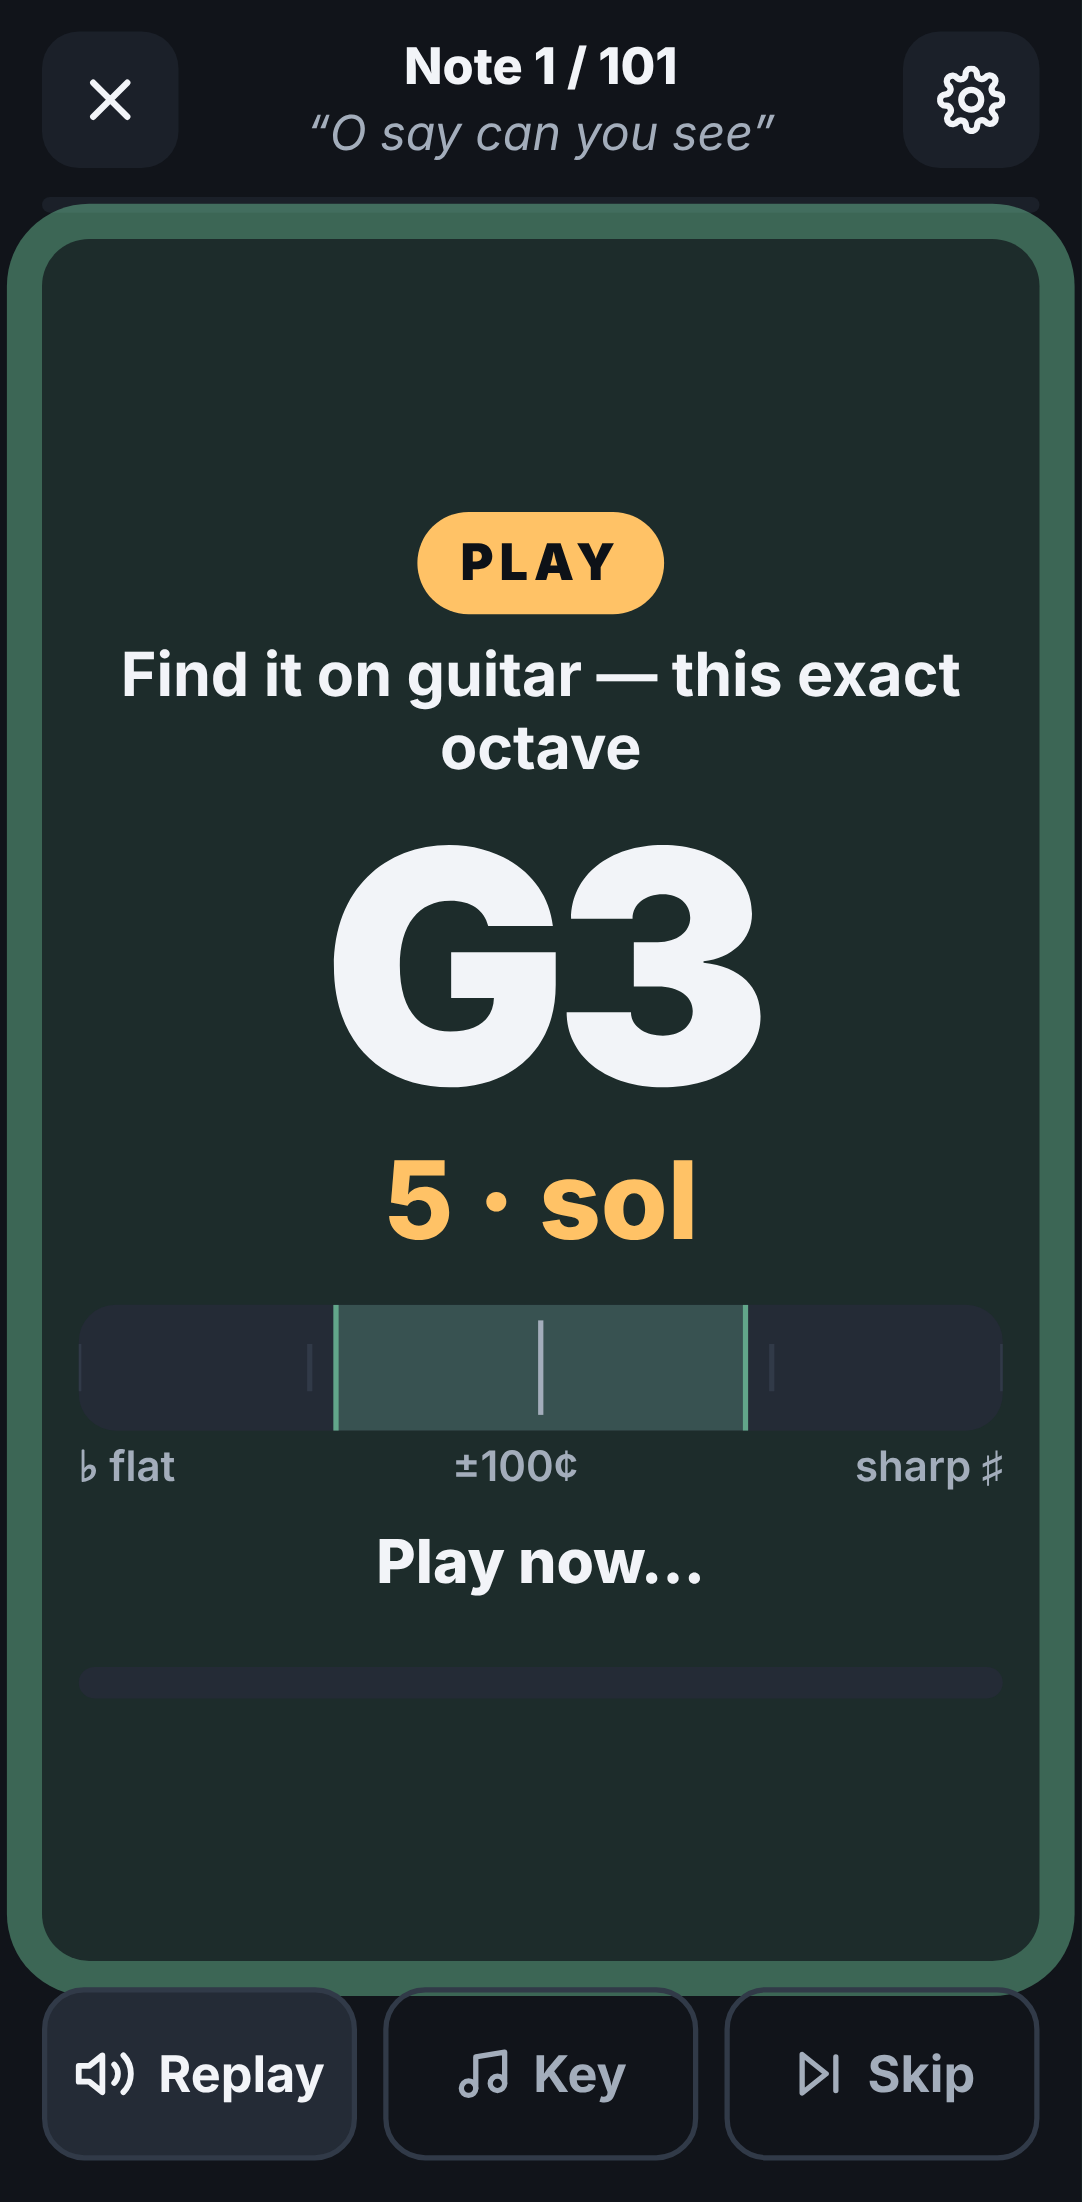 Note 1 / 101
“O say can you see”
PLAY
Find it on guitar — this exact
octave
G3
5 · sol
♭ flat ±100¢ sharp ♯
Play now…
Replay Key Skip